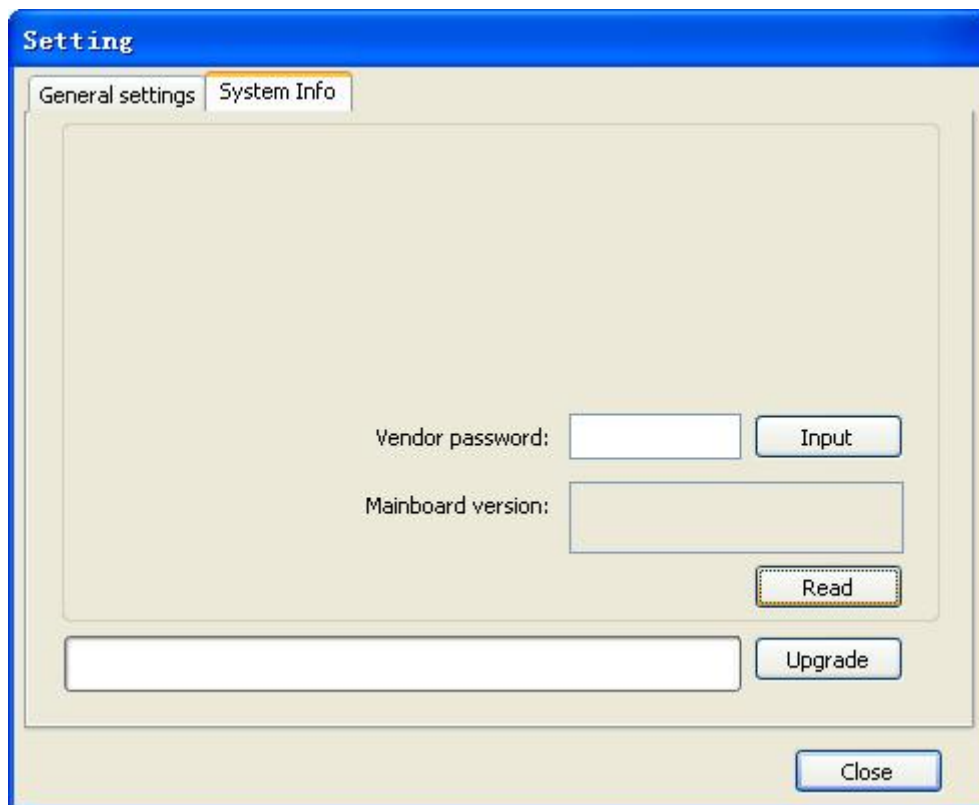 Setting
General settings System Info
Vendor password: Input
Mainboard version:
Read
Upgrade
Close